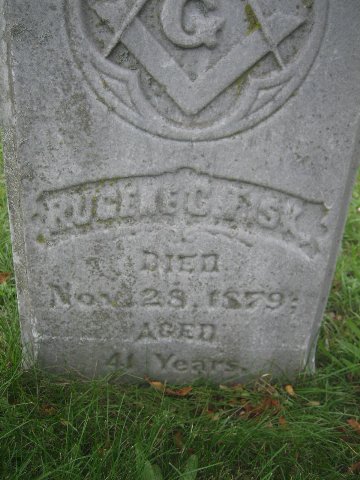 G
DIED
Nov. 28, 1879;
AGED
41 Years.